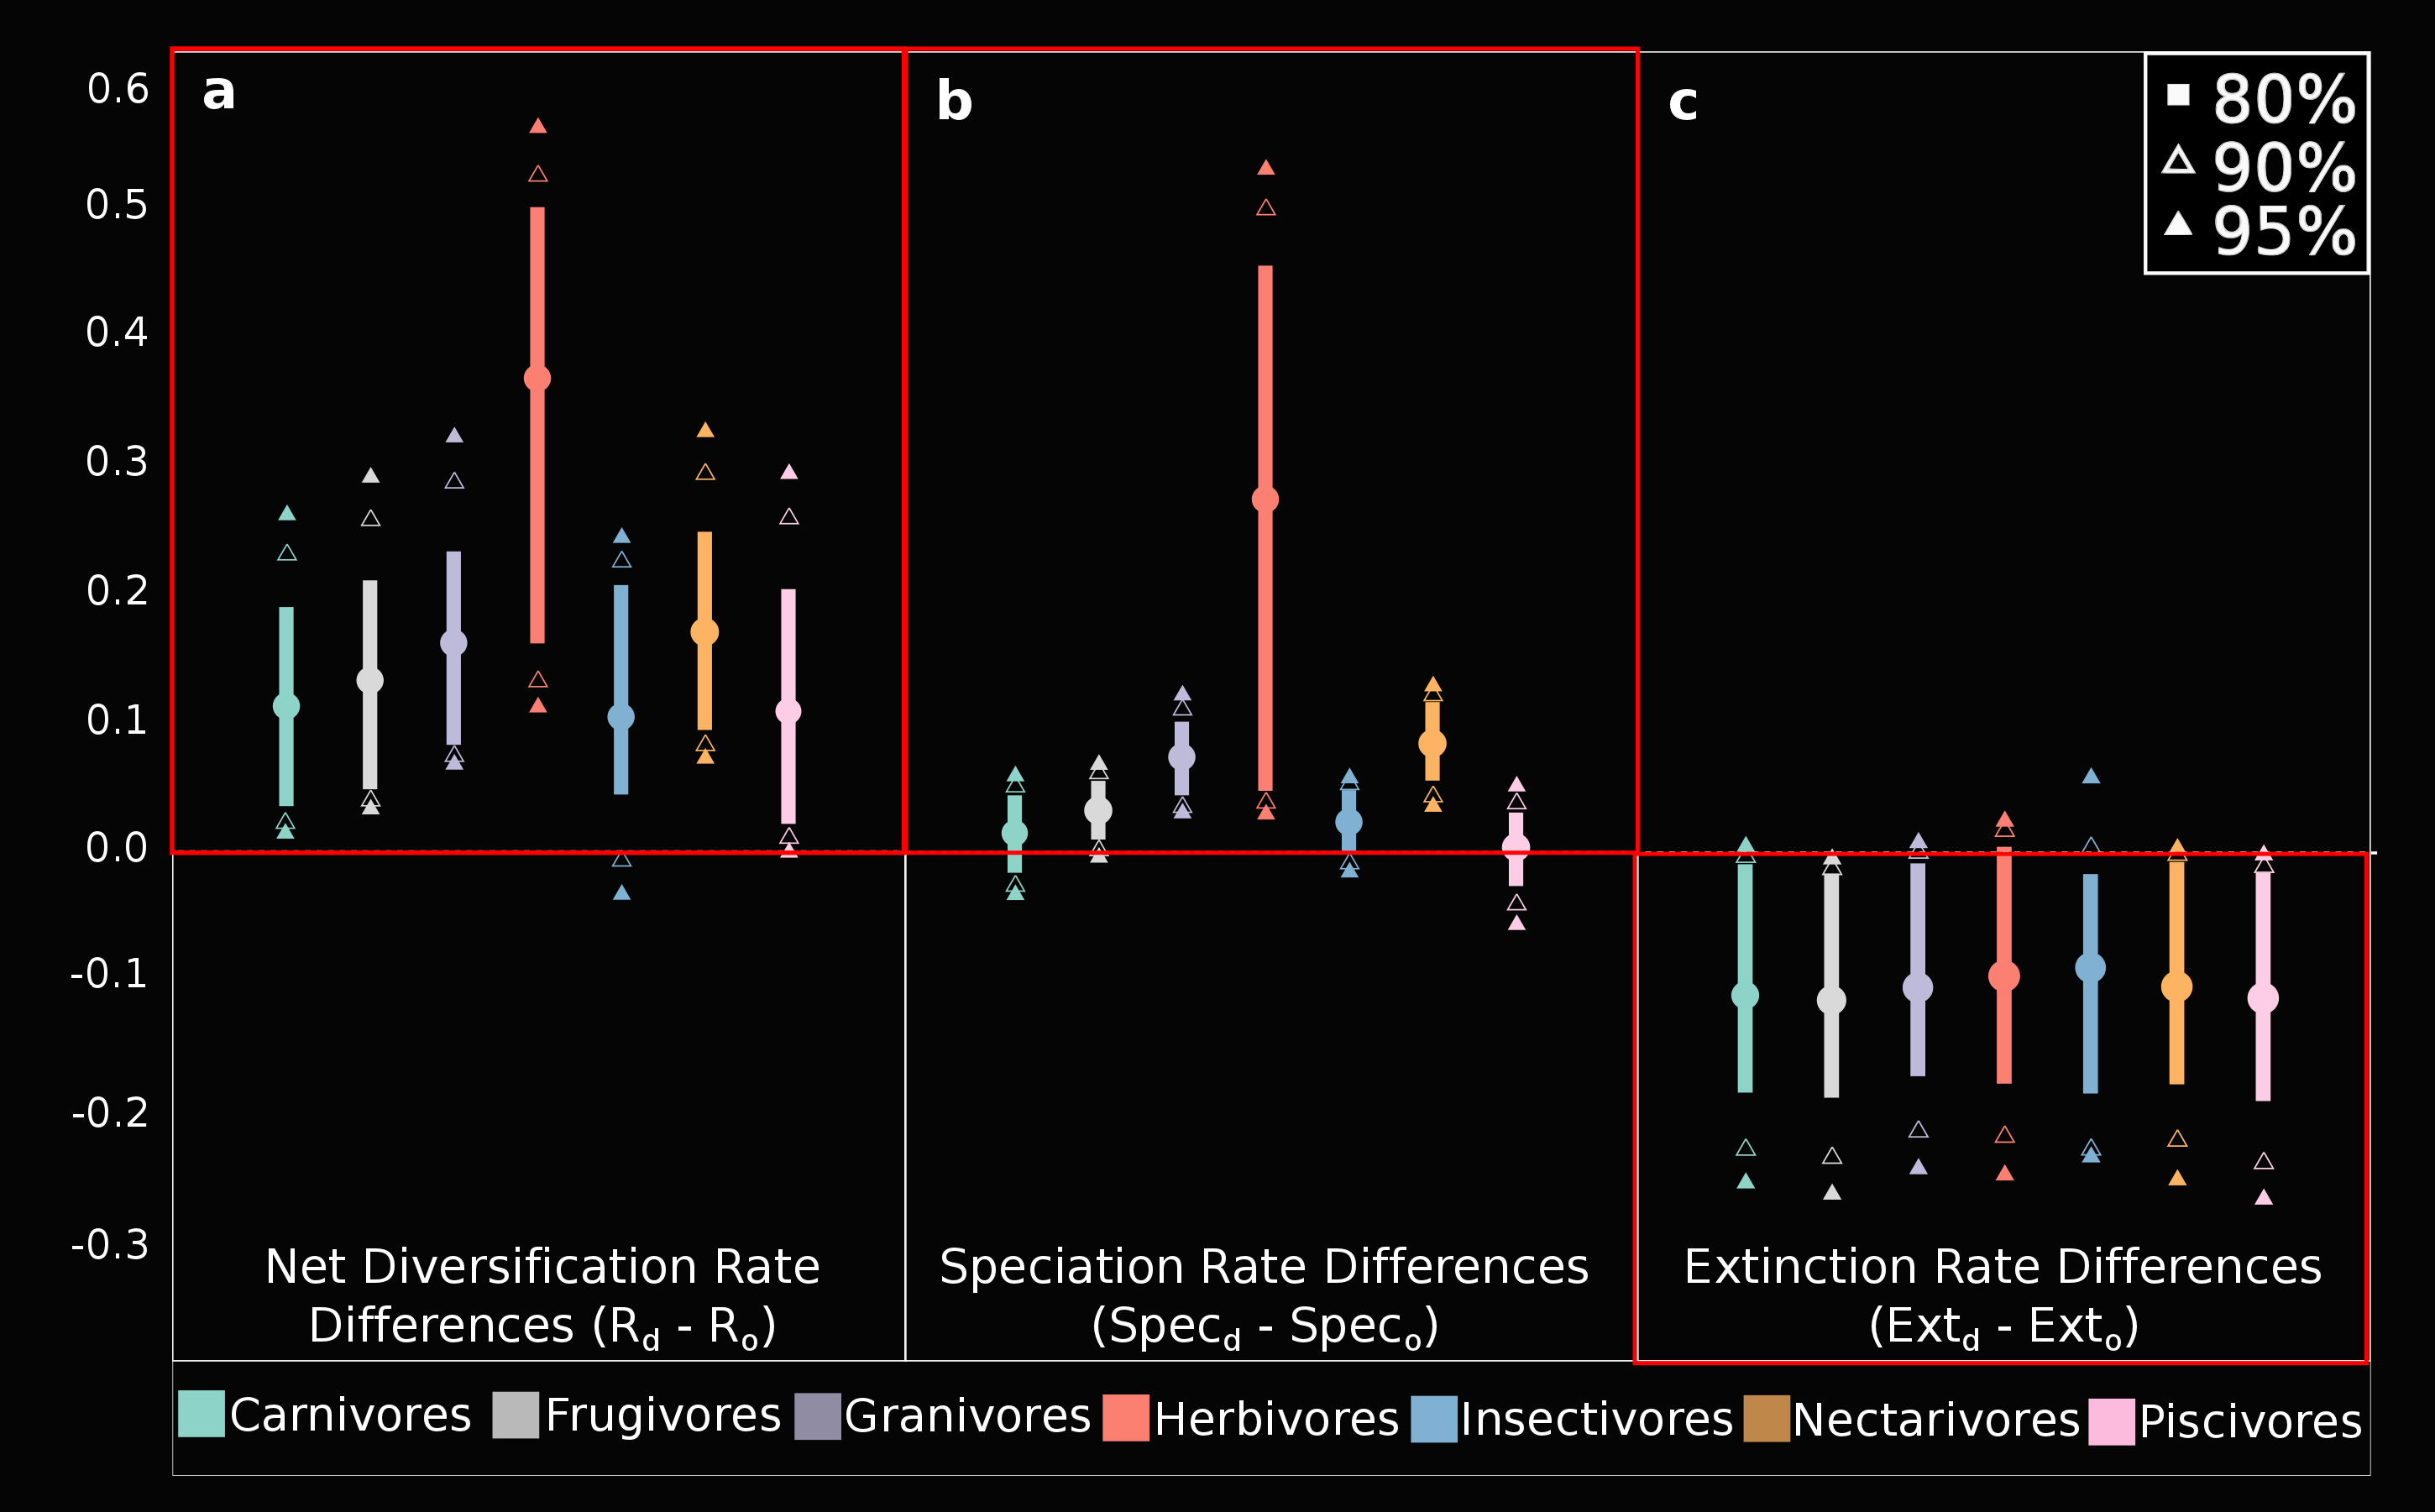 0.6
0.5
0.4
0.3
0.2
0.1
0.0
-0.1
-0.2
-0.3
a
b
c
80%
90%
95%
Net Diversification Rate
Differences (Rd - Ro)
Speciation Rate Differences
(Specd - Speco)
Extinction Rate Differences
(Extd - Exto)
Carnivores Frugivores Granivores Herbivores Insectivores Nectarivores Piscivores